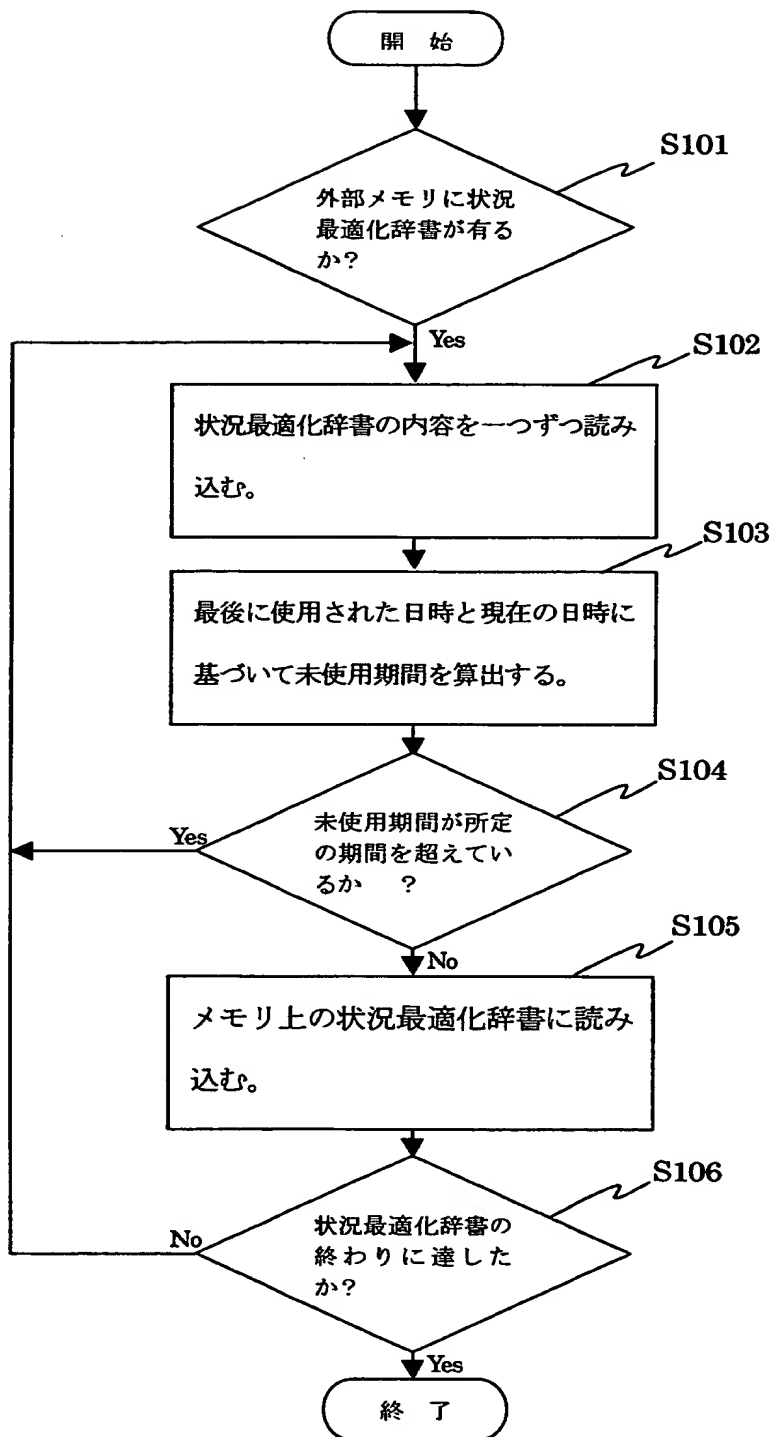 開 始
S101
外部メモリに状況
最適化辞書が有る
か?
Yes
S102
状況最適化辞書の内容を一つずつ読み
込む。
S103
最後に使用された日時と現在の日時に
基づいて未使用期間を算出する。
S104
未使用期間が所定
の期間を超えてい
るか ?
Yes
No
S105
メモリ上の状況最適化辞書に読み
込む。
S106
状況最適化辞書の
終わりに達した
か?
No
Yes
終 了